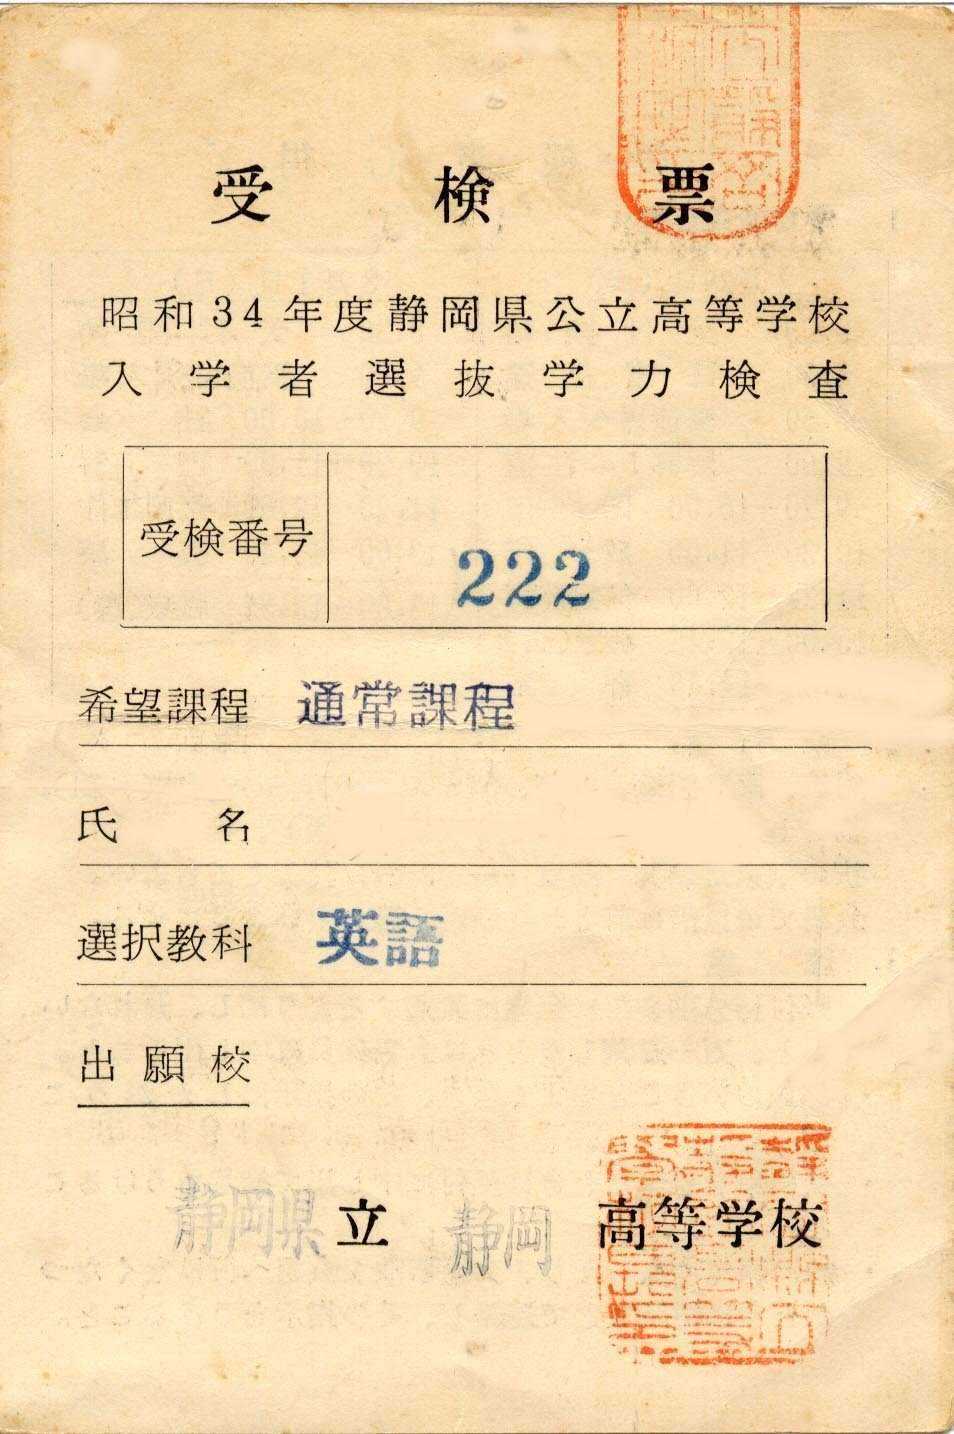 受検票
昭和34年度静岡県公立高等学校
入学者選抜学力検査
受検番号 222
希望課程 通常課程
氏名
選択教科 英語
出願校
静岡県立静岡高等学校